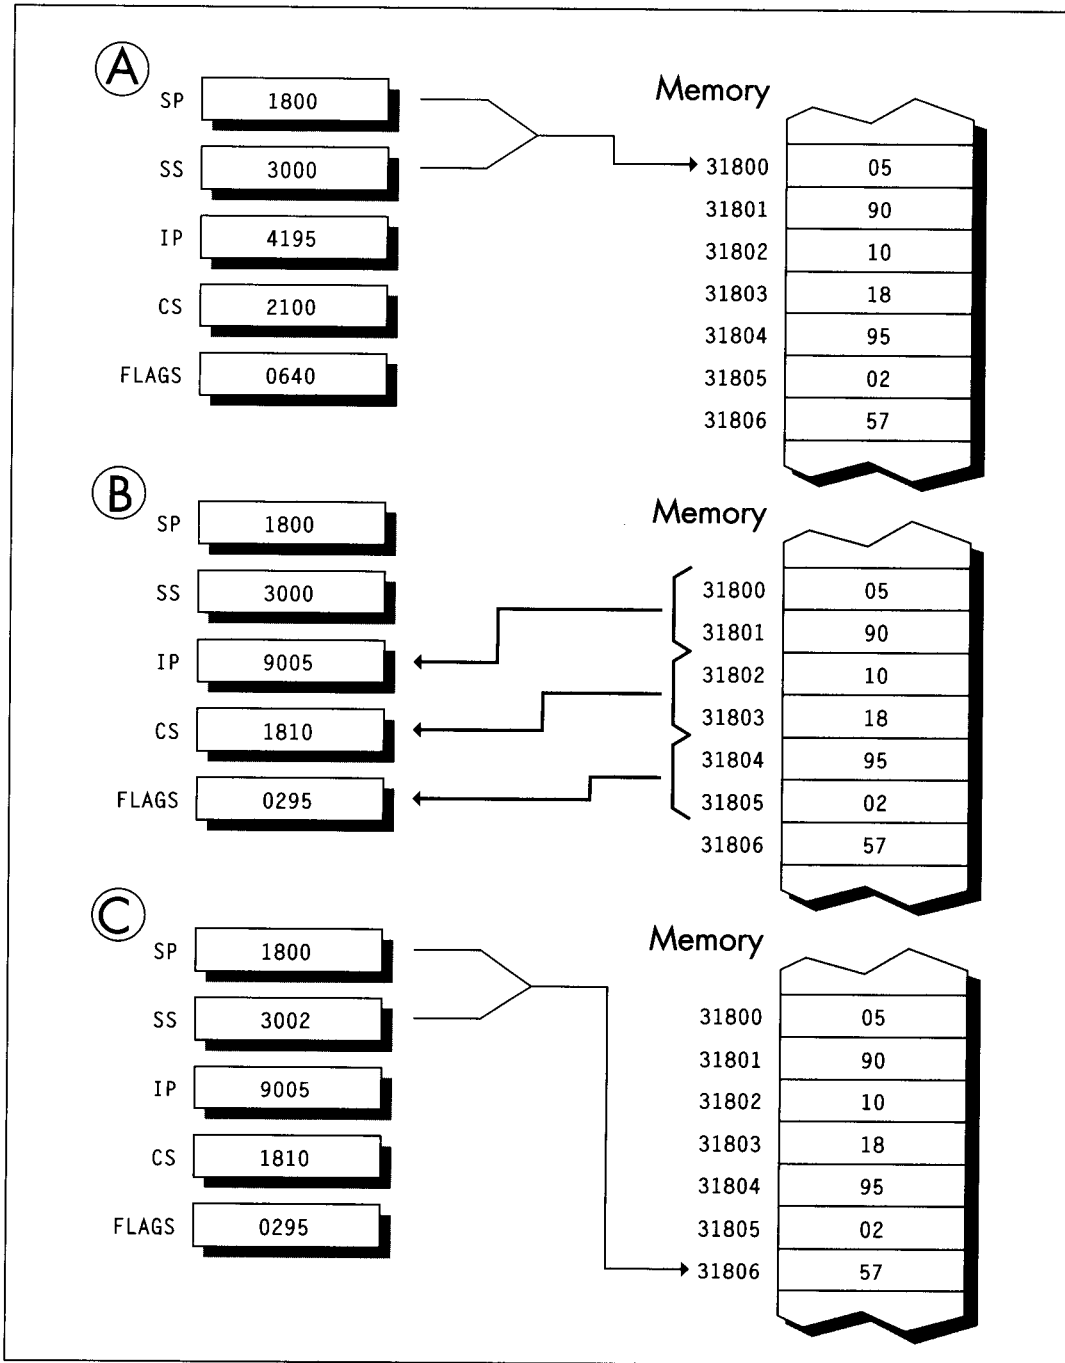 A
SP 1800
SS 3000
IP 4195
CS 2100
FLAGS 0640
Memory
31800 05
31801 90
31802 10
31803 18
31804 95
31805 02
31806 57
B
SP 1800
SS 3000
IP 9005
CS 1810
FLAGS 0295
Memory
31800 05
31801 90
31802 10
31803 18
31804 95
31805 02
31806 57
C
SP 1800
SS 3002
IP 9005
CS 1810
FLAGS 0295
Memory
31800 05
31801 90
31802 10
31803 18
31804 95
31805 02
31806 57